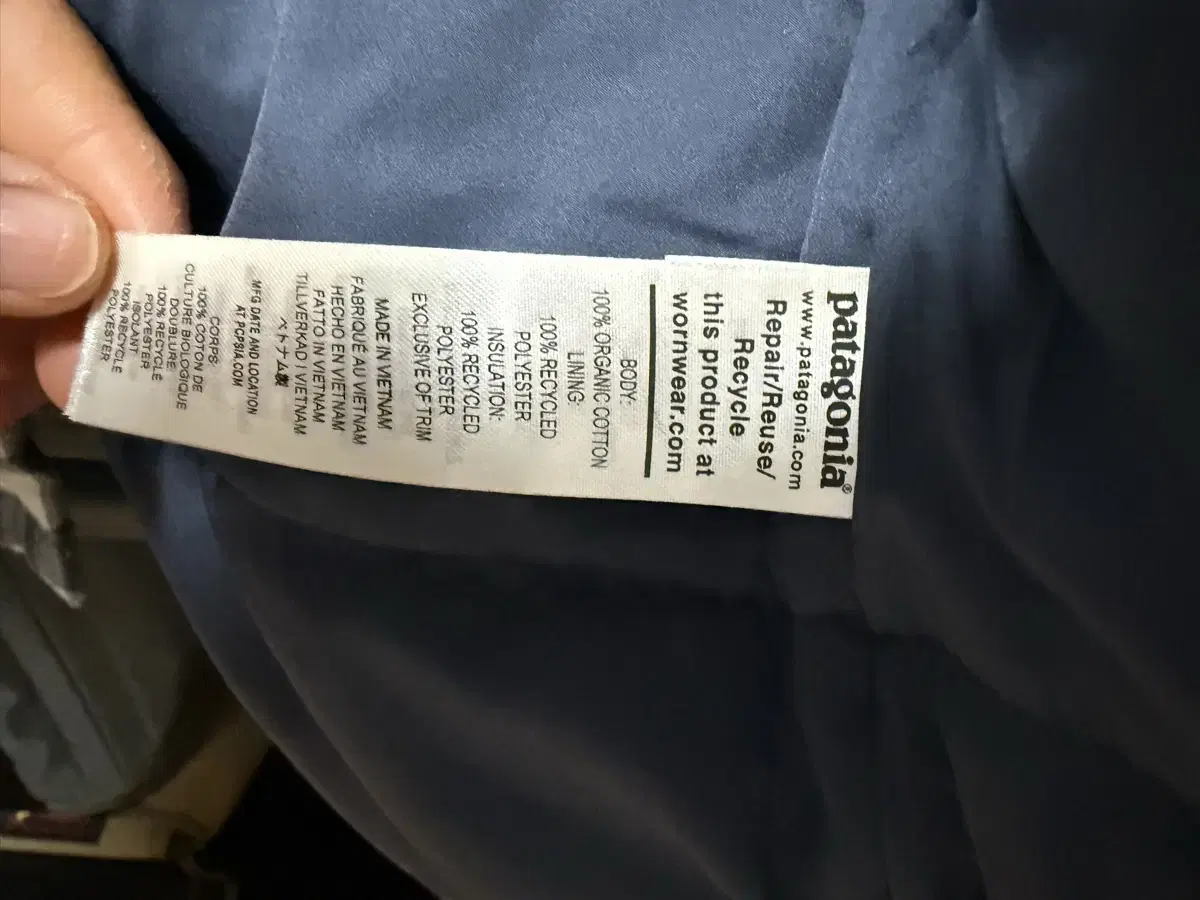 patagonia®
www.patagonia.com
Repair/Reuse/
Recycle
this product at
wornwear.com
BODY:
100% ORGANIC COTTON
LINING:
100% RECYCLED
POLYESTER
INSULATION:
100% RECYCLED
POLYESTER
EXCLUSIVE OF TRIM
MADE IN VIETNAM
FABRIQUÉ AU VIETNAM
HECHO EN VIETNAM
FATTO IN VIETNAM
TILLVERKAD I VIETNAM
ベトナム製
MFG DATE AND LOCATION
AT PCPSIA.COM
CORPS:
100% COTON DE
CULTURE BIOLOGIQUE
DOUBLURE:
100% RECYCLE
POLYESTER
ISOLANT:
100% RECYCLE
POLYESTER